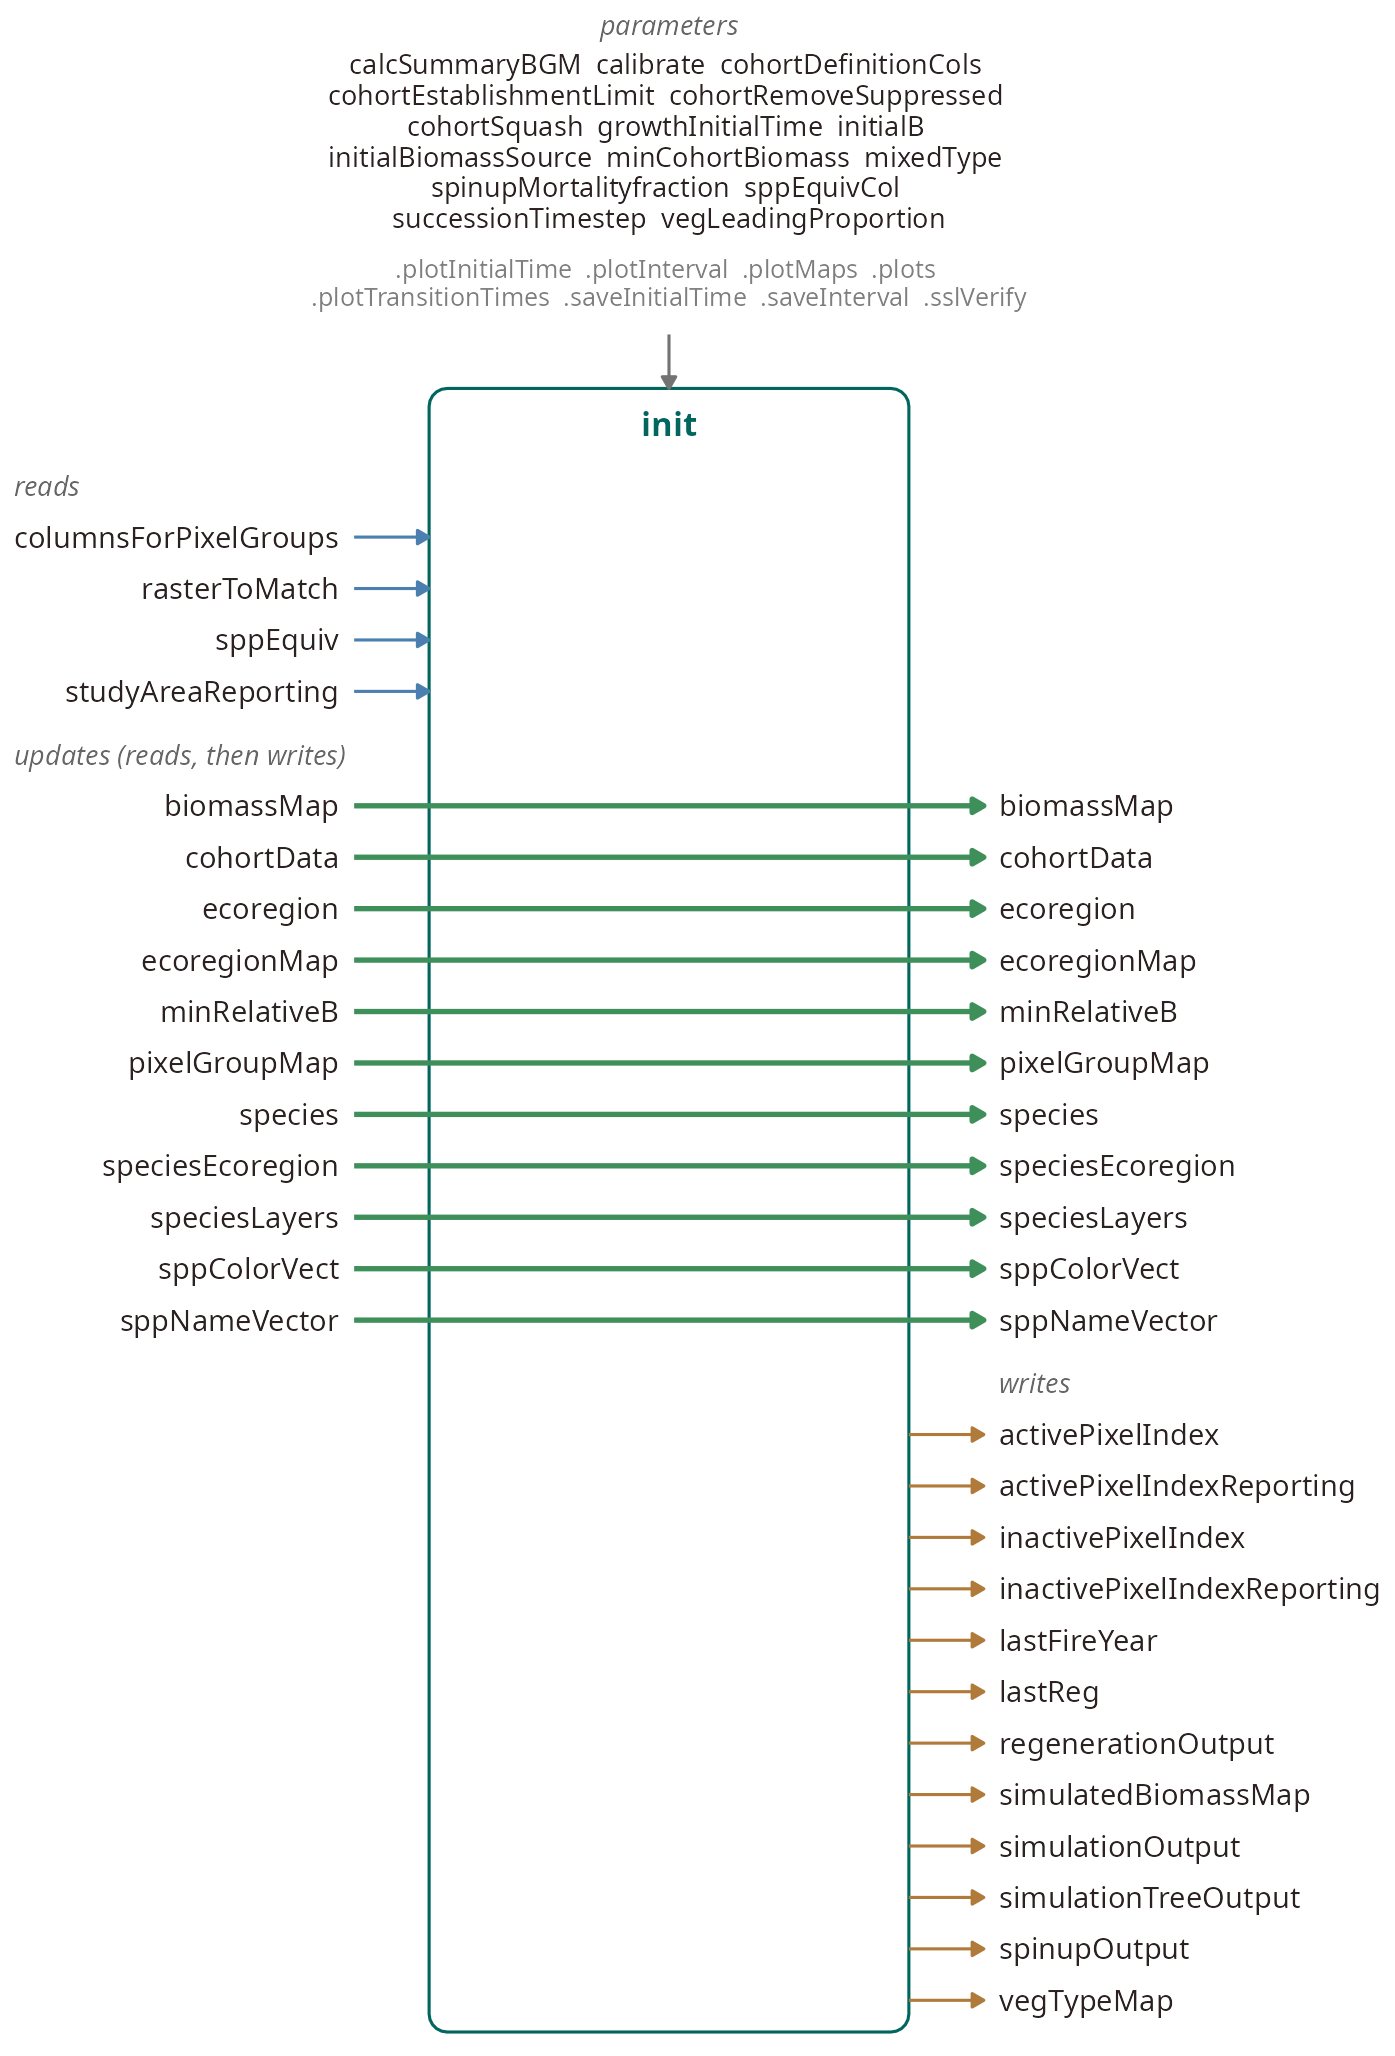 parameters
calcSummaryBGM calibrate cohortDefinitionCols
cohortEstablishmentLimit cohortRemoveSuppressed
cohortSquash growthInitialTime initialB
initialBiomassSource minCohortBiomass mixedType
spinupMortalityfraction sppEquivCol
successionTimestep vegLeadingProportion
.plotInitialTime .plotInterval .plotMaps .plots
.plotTransitionTimes .saveInitialTime .saveInterval .sslVerify
init
reads
columnsForPixelGroups
rasterToMatch
sppEquiv
studyAreaReporting
updates (reads, then writes)
biomassMap biomassMap
cohortData cohortData
ecoregion ecoregion
ecoregionMap ecoregionMap
minRelativeB minRelativeB
pixelGroupMap pixelGroupMap
species species
speciesEcoregion speciesEcoregion
speciesLayers speciesLayers
sppColorVect sppColorVect
sppNameVector sppNameVector
writes
activePixelIndex
activePixelIndexReporting
inactivePixelIndex
inactivePixelIndexReporting
lastFireYear
lastReg
regenerationOutput
simulatedBiomassMap
simulationOutput
simulationTreeOutput
spinupOutput
vegTypeMap